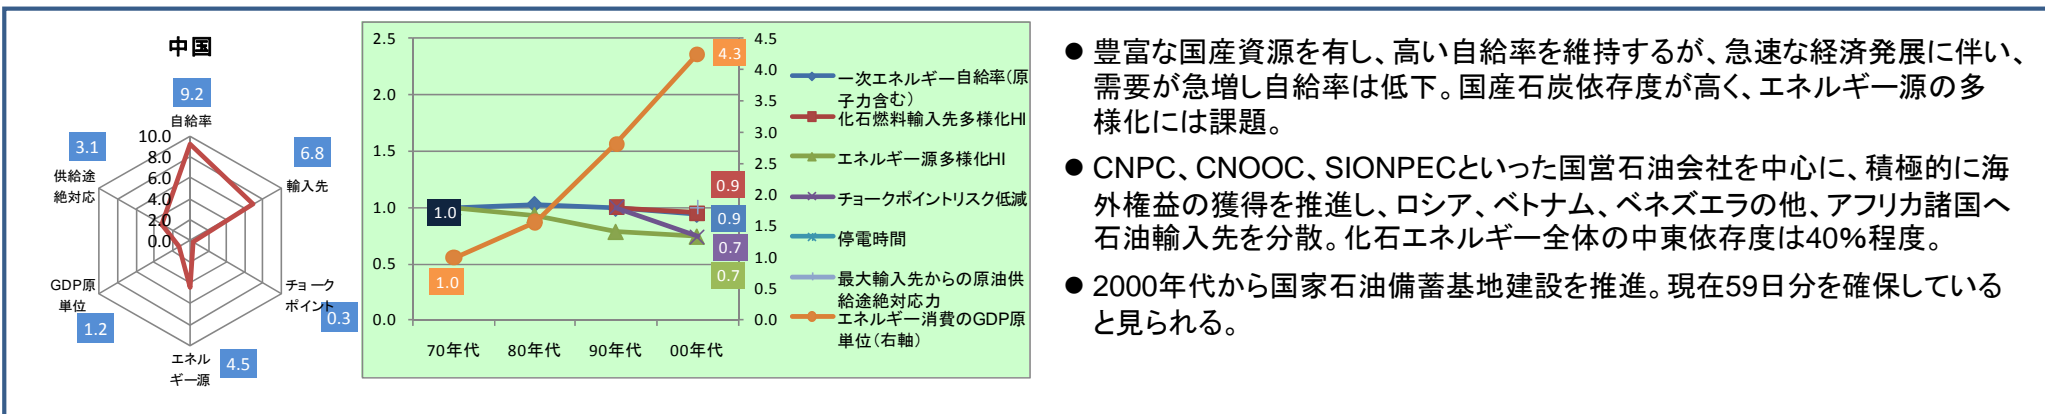 中国
9.2
自給率
10.0
8.0
6.0
4.0
2.0
0.0
6.8
輸入先
0.3
チョーク
ポイント
4.5
エネル
ギー源
1.2
GDP原
単位
3.1
供給途
絶対応
2.5
2.0
1.5
1.0
0.5
0.0
4.5
4.0
3.5
3.0
2.5
2.0
1.5
1.0
0.5
0.0
70年代
80年代
90年代
00年代
1.0
1.0
4.3
0.9
0.9
0.7
0.7
一次エネルギー自給率(原
子力含む)
化石燃料輸入先多様化HI
エネルギー源多様化HI
チョークポイントリスク低減
停電時間
最大輸入先からの原油供
給途絶対応力
エネルギー消費のGDP原
単位(右軸)
● 豊富な国産資源を有し、高い自給率を維持するが、急速な経済発展に伴い、
需要が急増し自給率は低下。国産石炭依存度が高く、エネルギー源の多
様化には課題。
● CNPC、CNOOC、SIONPECといった国営石油会社を中心に、積極的に海
外権益の獲得を推進し、ロシア、ベトナム、ベネズエラの他、アフリカ諸国へ
石油輸入先を分散。化石エネルギー全体の中東依存度は40%程度。
● 2000年代から国家石油備蓄基地建設を推進。現在59日分を確保している
と見られる。